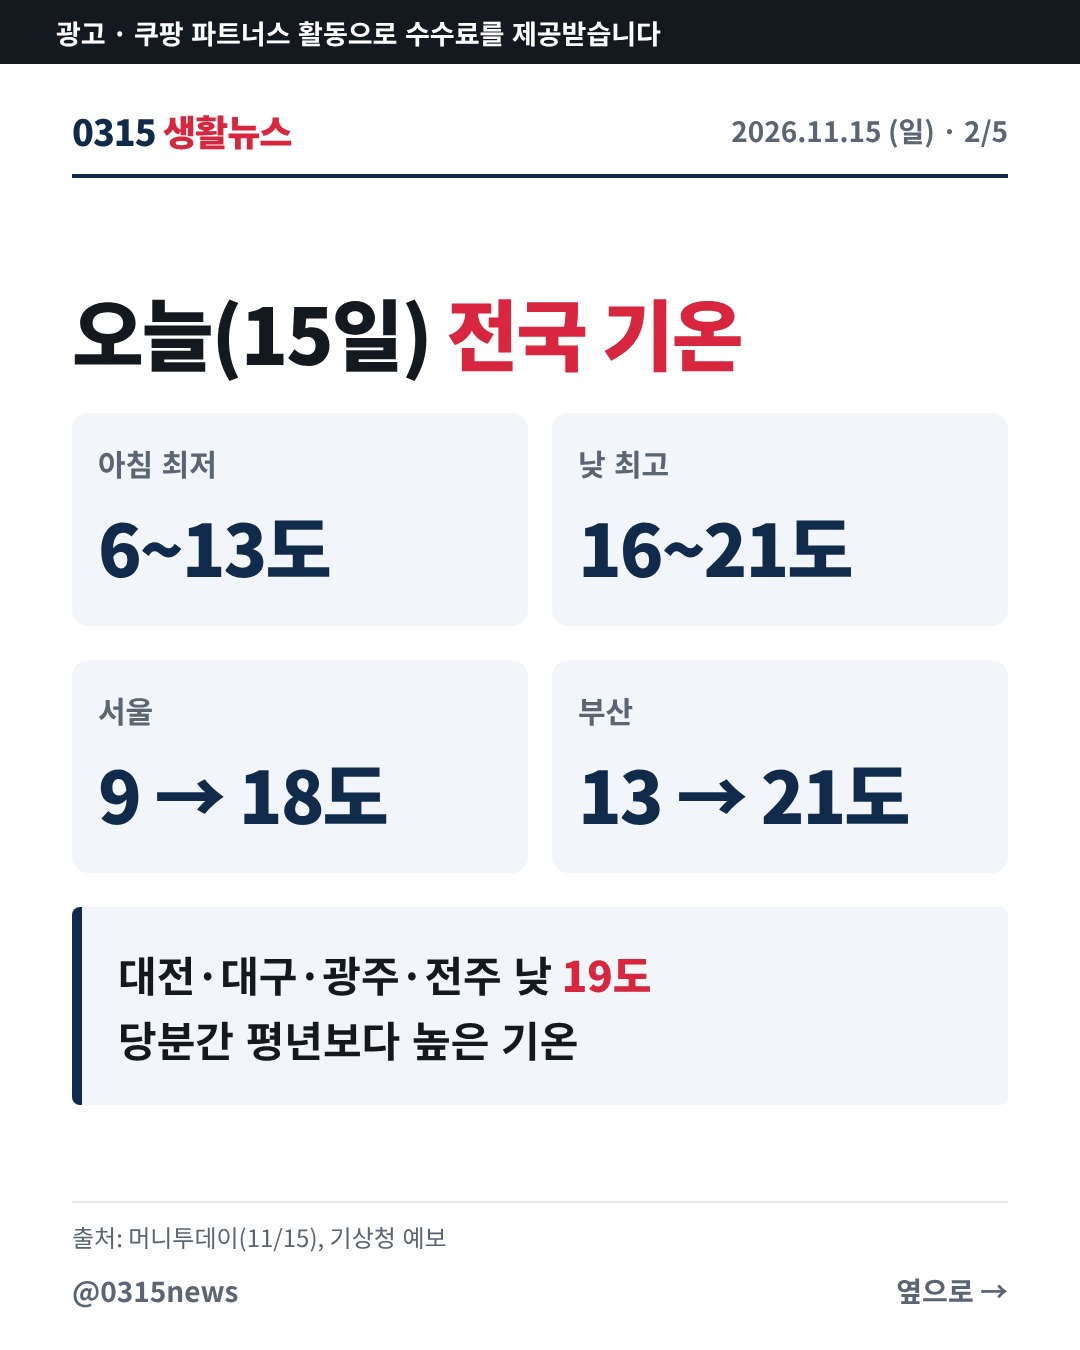 광고 · 쿠팡 파트너스 활동으로 수수료를 제공받습니다
0315 생활뉴스
2026.11.15 (일) · 2/5
오늘(15일) 전국 기온
아침 최저
6~13도
낮 최고
16~21도
서울
9 → 18도
부산
13 → 21도
대전·대구·광주·전주 낮 19도
당분간 평년보다 높은 기온
출처: 머니투데이(11/15), 기상청 예보
@0315news
옆으로 →